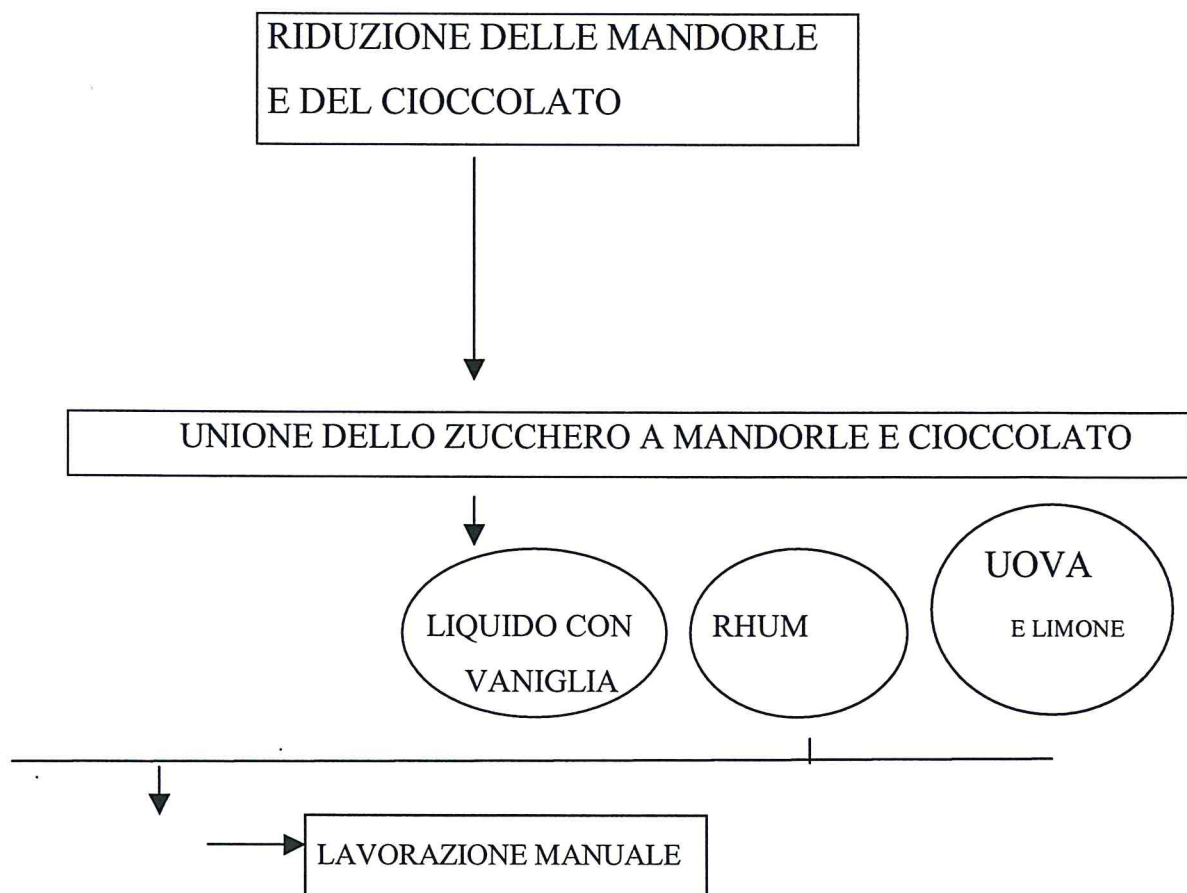 RIDUZIONE DELLE MANDORLE
E DEL CIOCCOLATO
UNIONE DELLO ZUCCHERO A MANDORLE E CIOCCOLATO
LIQUIDO CON
VANIGLIA
RHUM
UOVA
E LIMONE
LAVORAZIONE MANUALE